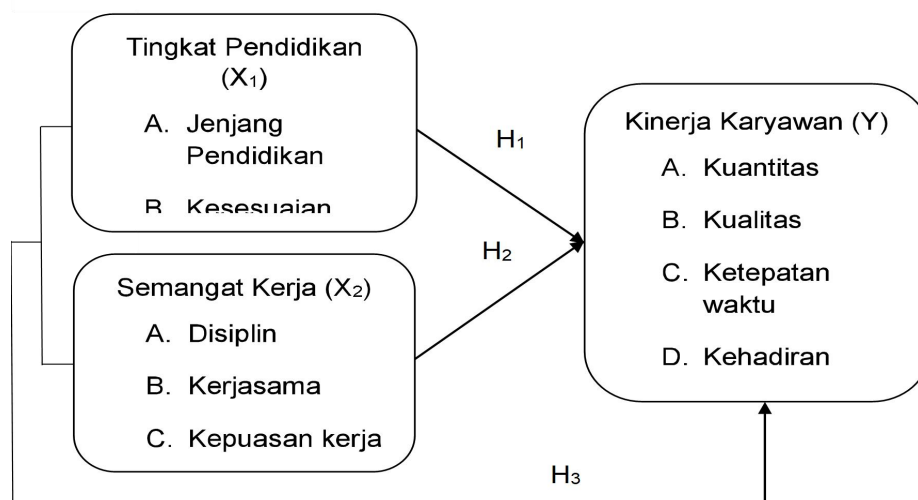 Tingkat Pendidikan
(X₁)
A. Jenjang
Pendidikan
B. Kesesuaian
Semangat Kerja (X₂)
A. Disiplin
B. Kerjasama
C. Kepuasan kerja
H₁
H₂
Kinerja Karyawan (Y)
A. Kuantitas
B. Kualitas
C. Ketepatan
waktu
D. Kehadiran
H₃